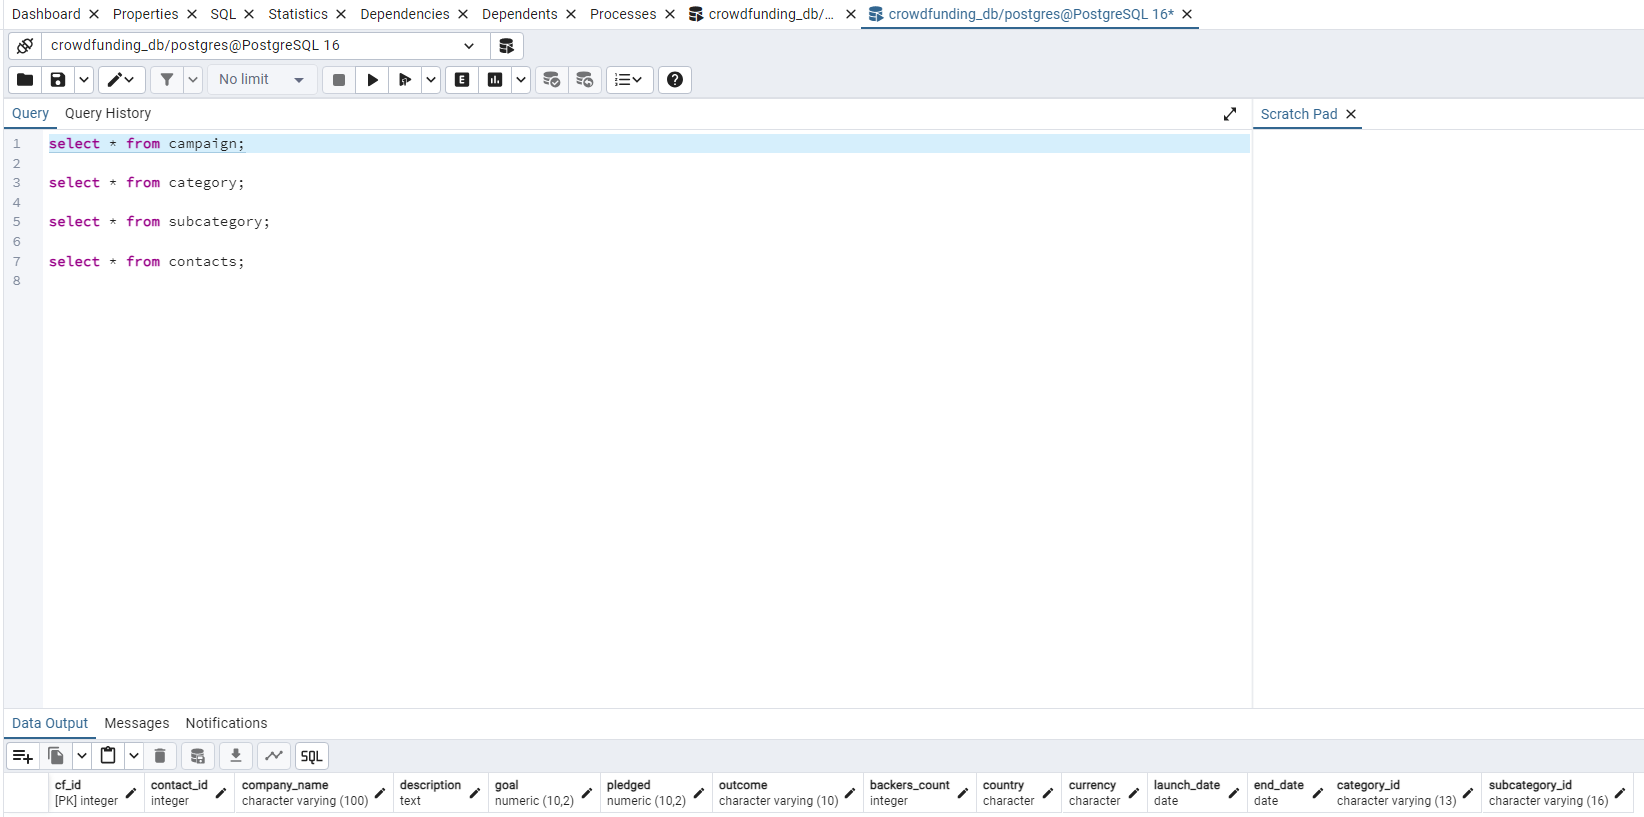 Dashboard Properties SQL Statistics Dependencies Dependents Processes crowdfunding_db/... crowdfunding_db/postgres@PostgreSQL 16*
crowdfunding_db/postgres@PostgreSQL 16
No limit E ?
Query Query History Scratch Pad
1 select * from campaign;
2
3 select * from category;
4
5 select * from subcategory;
6
7 select * from contacts;
8
Data Output Messages Notifications
SQL
cf_id contact_id company_name description goal pledged outcome backers_count country currency launch_date end_date category_id subcategory_id
[PK] integer integer character varying (100) text numeric (10,2) numeric (10,2) character varying (10) integer character character date date character varying (13) character varying (16)